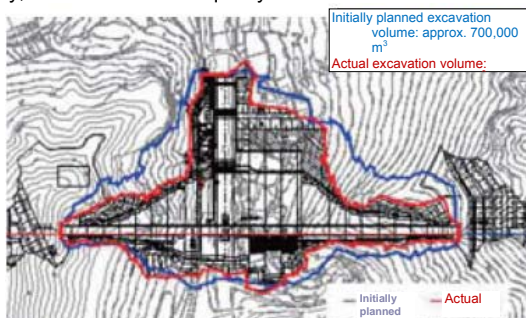 Initially planned excavation
volume: approx. 700,000
m³
Actual excavation volume:
Initially
planned
Actual